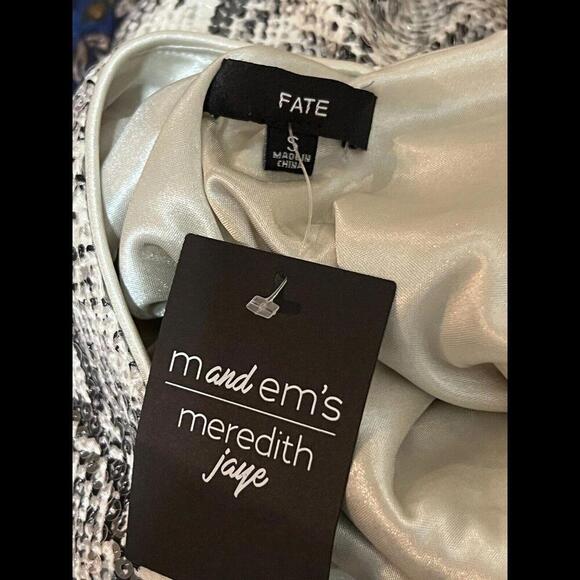 FATE
S
MADE IN
CHINA
m and em's
meredith
jaye